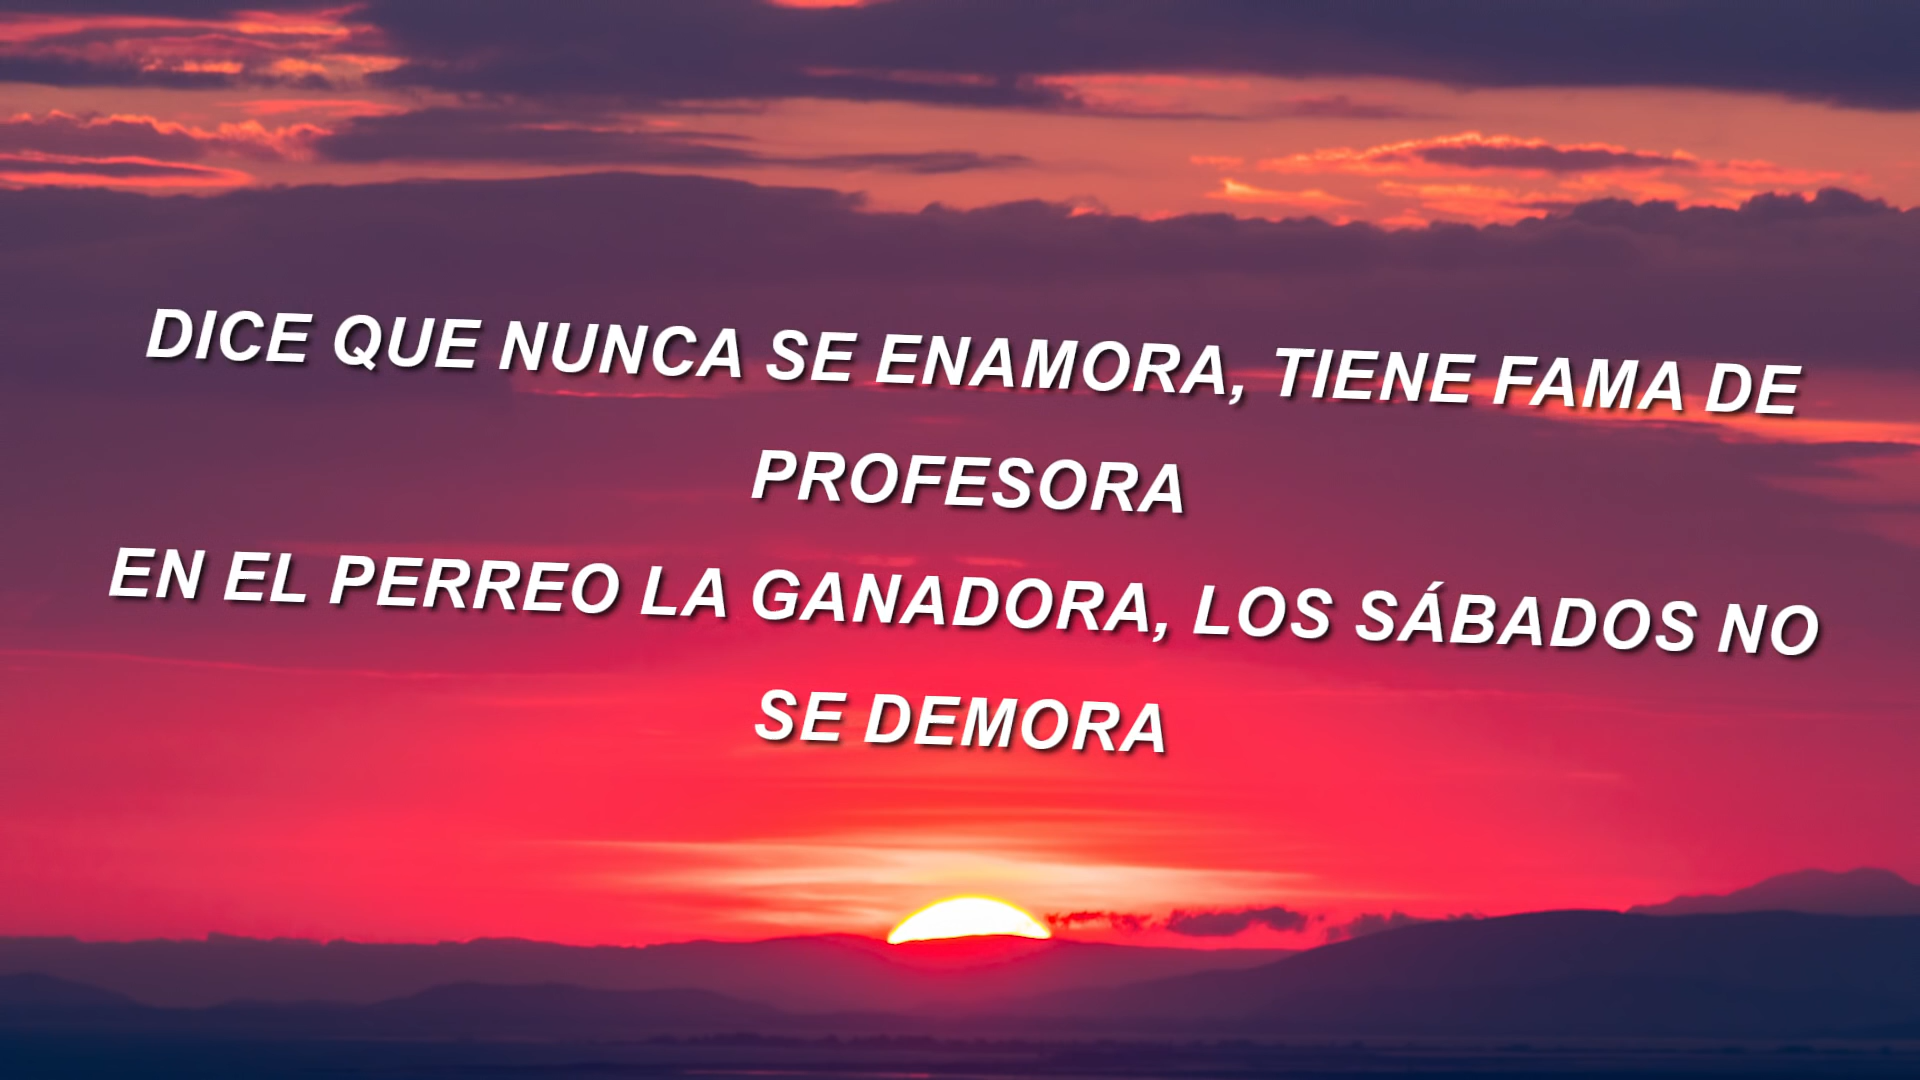 DICE QUE NUNCA SE ENAMORA, TIENE FAMA DE
PROFESORA
EN EL PERREO LA GANADORA, LOS SÁBADOS NO
SE DEMORA